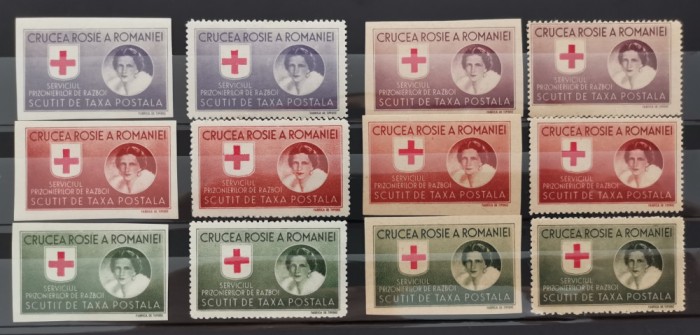 CRUCEA ROSIE A ROMANIEI
SERVICIUL
PRIZONIERILOR DE RAZBOI
SCUTIT DE TAXA POSTALA
CRUCEA ROSIE A ROMANIEI
SERVICIUL
PRIZONIERILOR DE RAZBOI
SCUTIT DE TAXA POSTALA
CRUCEA ROSIE A ROMANIEI
SERVICIUL
PRIZONIERILOR DE RAZBOI
SCUTIT DE TAXA POSTALA
CRUCEA ROSIE A ROMANIEI
SERVICIUL
PRIZONIERILOR DE RAZBOI
SCUTIT DE TAXA POSTALA
CRUCEA ROSIE A ROMANIEI
SERVICIUL
PRIZONIERILOR DE RAZBOI
SCUTIT DE TAXA POSTALA
CRUCEA ROSIE A ROMANIEI
SERVICIUL
PRIZONIERILOR DE RAZBOI
SCUTIT DE TAXA POSTALA
CRUCEA ROSIE A ROMANIEI
SERVICIUL
PRIZONIERILOR DE RAZBOI
SCUTIT DE TAXA POSTALA
CRUCEA ROSIE A ROMANIEI
SERVICIUL
PRIZONIERILOR DE RAZBOI
SCUTIT DE TAXA POSTALA
CRUCEA ROSIE A ROMANIEI
SERVICIUL
PRIZONIERILOR DE RAZBOI
SCUTIT DE TAXA POSTALA
CRUCEA ROSIE A ROMANIEI
SERVICIUL
PRIZONIERILOR DE RAZBOI
SCUTIT DE TAXA POSTALA
CRUCEA ROSIE A ROMANIEI
SERVICIUL
PRIZONIERILOR DE RAZBOI
SCUTIT DE TAXA POSTALA
CRUCEA ROSIE A ROMANIEI
SERVICIUL
PRIZONIERILOR DE RAZBOI
SCUTIT DE TAXA POSTALA